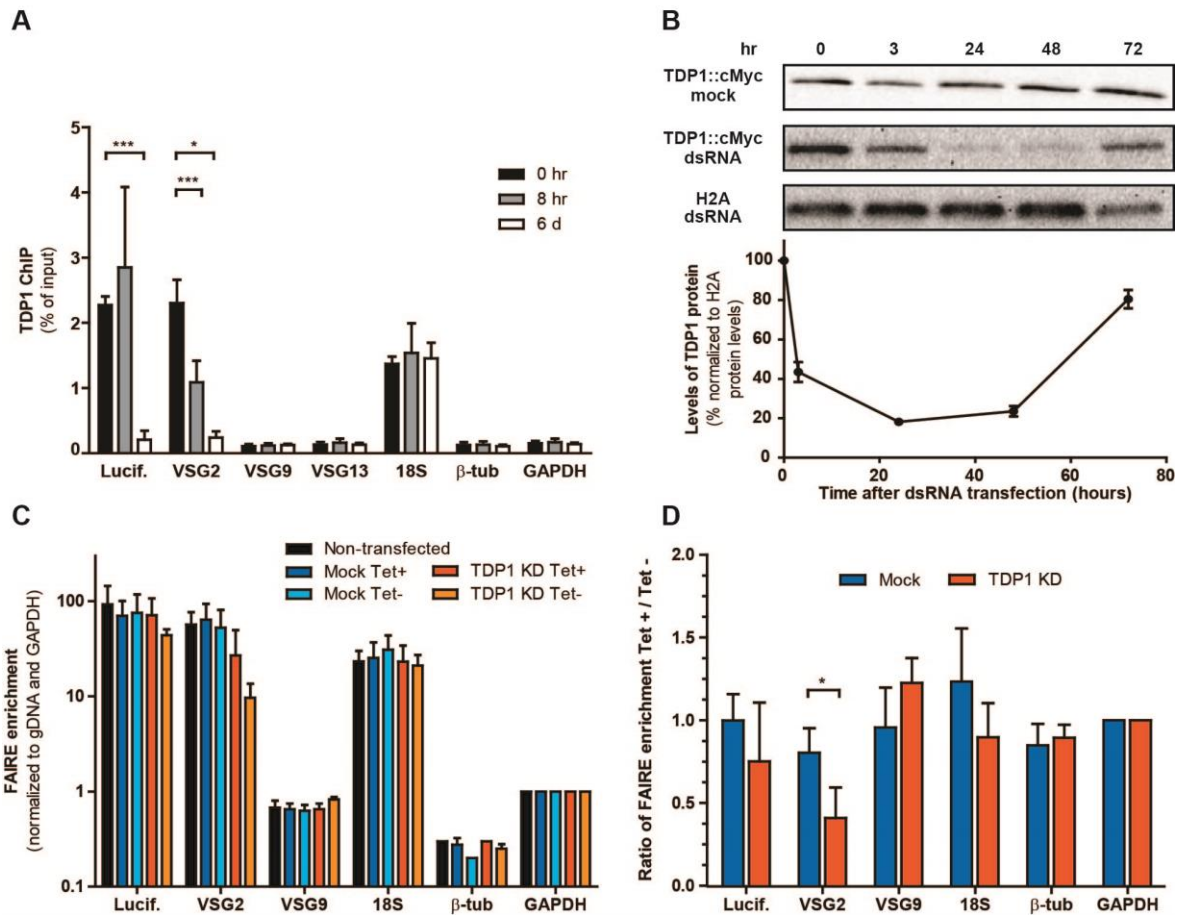 A
TDP1 ChIP
(% of input)
5
4
3
2
1
0
***
*
***
0 hr
8 hr
6 d
Lucif. VSG2 VSG9 VSG13 18S β-tub GAPDH
B
hr 0 3 24 48 72
TDP1::cMyc
mock
TDP1::cMyc
dsRNA
H2A
dsRNA
Levels of TDP1 protein
(% normalized to H2A
protein levels)
100
80
60
40
20
0
0 20 40 60 80
Time after dsRNA transfection (hours)
C
FAIRE enrichment
(normalized to gDNA and GAPDH)
Non-transfected
Mock Tet+ TDP1 KD Tet+
Mock Tet- TDP1 KD Tet-
100
10
1
0.1
Lucif. VSG2 VSG9 18S β-tub GAPDH
D
Ratio of FAIRE enrichment Tet + / Tet -
2.0
1.5
1.0
0.5
0.0
Mock TDP1 KD
*
Lucif. VSG2 VSG9 18S β-tub GAPDH